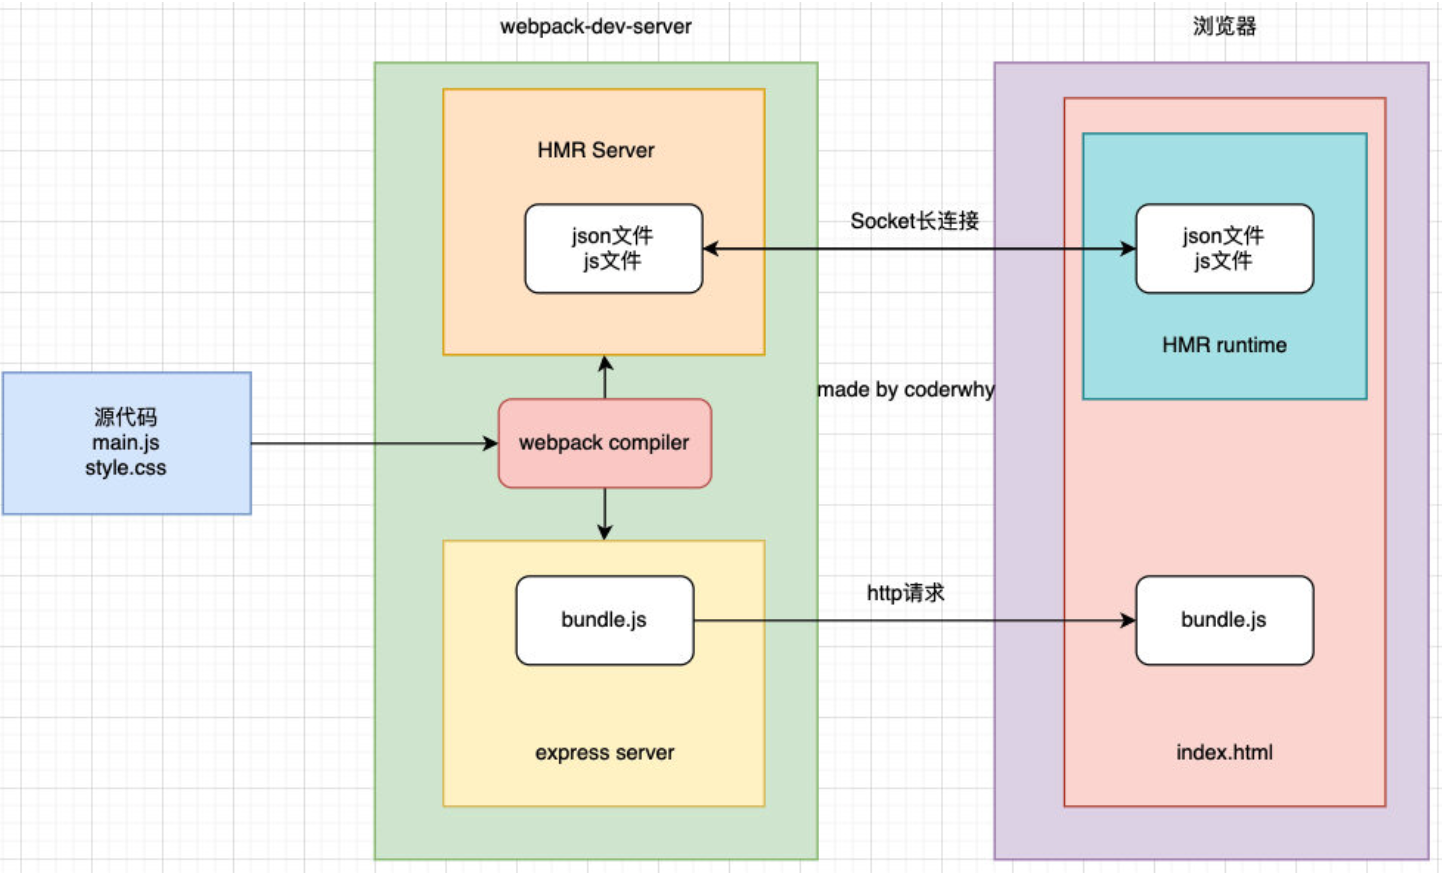 webpack-dev-server
浏览器
HMR Server
json文件
js文件
Socket长连接
json文件
js文件
HMR runtime
made by coderwhy
源代码
main.js
style.css
webpack compiler
bundle.js
http请求
bundle.js
express server
index.html